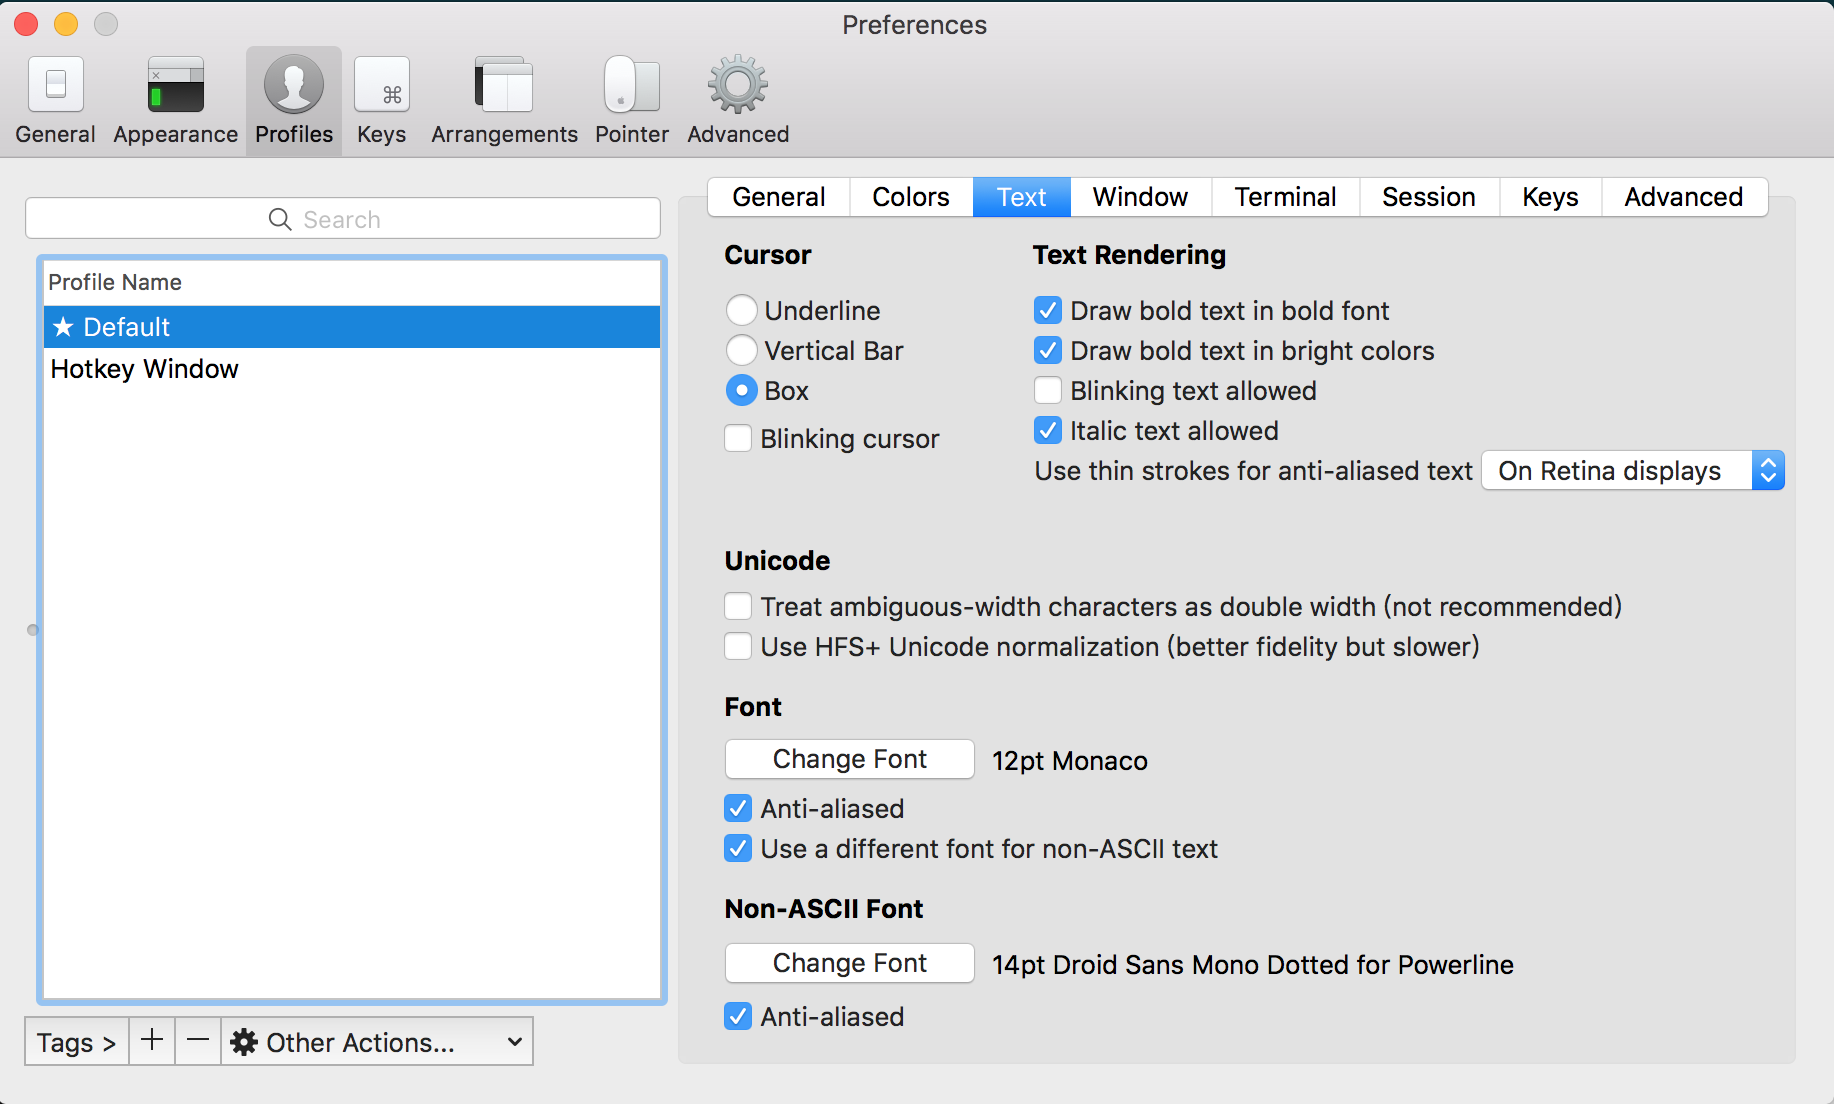 Preferences
General Appearance Profiles Keys Arrangements Pointer Advanced
Search
Profile Name
★ Default
Hotkey Window
Tags > + − Other Actions...
General Colors Text Window Terminal Session Keys Advanced
Cursor
Underline
Vertical Bar
Box
Blinking cursor
Text Rendering
Draw bold text in bold font
Draw bold text in bright colors
Blinking text allowed
Italic text allowed
Use thin strokes for anti-aliased text On Retina displays
Unicode
Treat ambiguous-width characters as double width (not recommended)
Use HFS+ Unicode normalization (better fidelity but slower)
Font
Change Font 12pt Monaco
Anti-aliased
Use a different font for non-ASCII text
Non-ASCII Font
Change Font 14pt Droid Sans Mono Dotted for Powerline
Anti-aliased